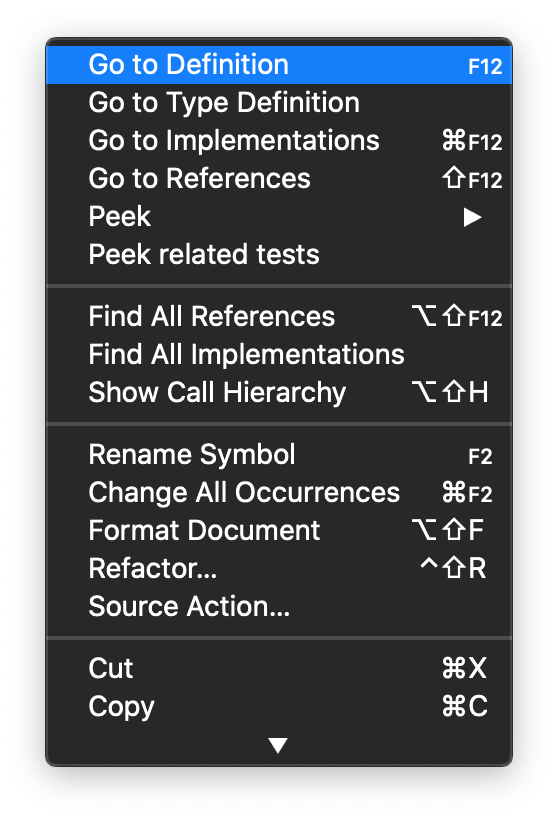 Go to Definition F12
Go to Type Definition
Go to Implementations ⌘F12
Go to References ⇧F12
Peek ▶
Peek related tests
Find All References ⌥⇧F12
Find All Implementations
Show Call Hierarchy ⌥⇧H
Rename Symbol F2
Change All Occurrences ⌘F2
Format Document ⌥⇧F
Refactor... ^⇧R
Source Action...
Cut ⌘X
Copy ⌘C
▼